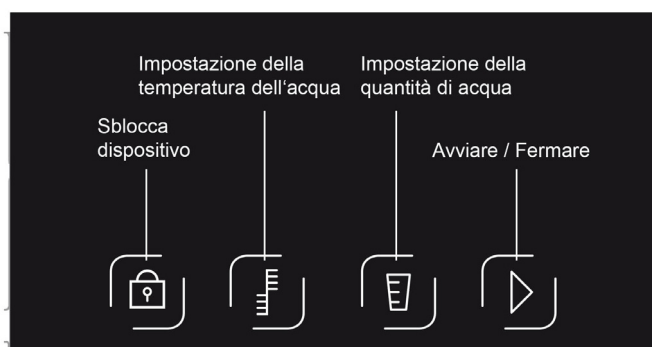 Impostazione della
temperatura dell‘acqua
Impostazione della
quantità di acqua
Sblocca
dispositivo
Avviare / Fermare